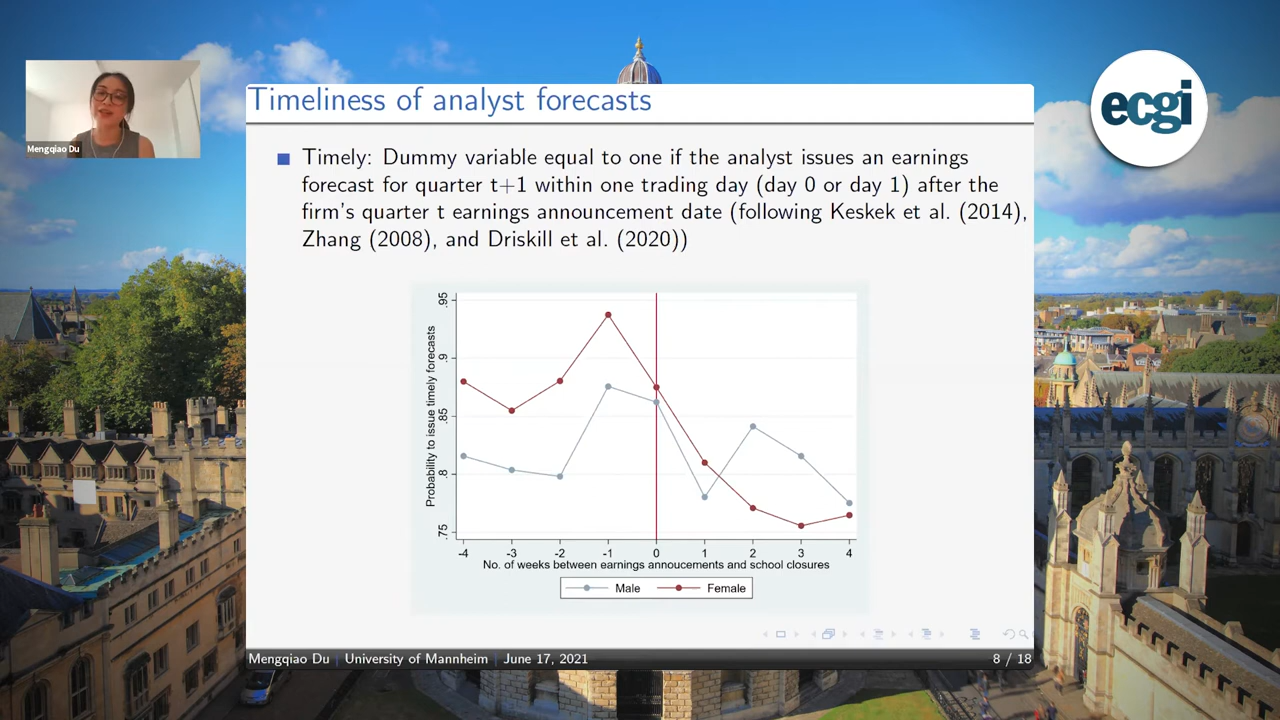 Timeliness of analyst forecasts
Mengqiao Du
ecgi
Timely: Dummy variable equal to one if the analyst issues an earnings
forecast for quarter t+1 within one trading day (day 0 or day 1) after the
firm's quarter t earnings announcement date (following Keskek et al. (2014),
Zhang (2008), and Driskill et al. (2020))
Probability to issue timely forecasts
.95
.9
.85
.8
.75
-4 -3 -2 -1 0 1 2 3 4
No. of weeks between earnings annoucements and school closures
Male Female
Mengqiao Du University of Mannheim June 17, 2021 8 / 18